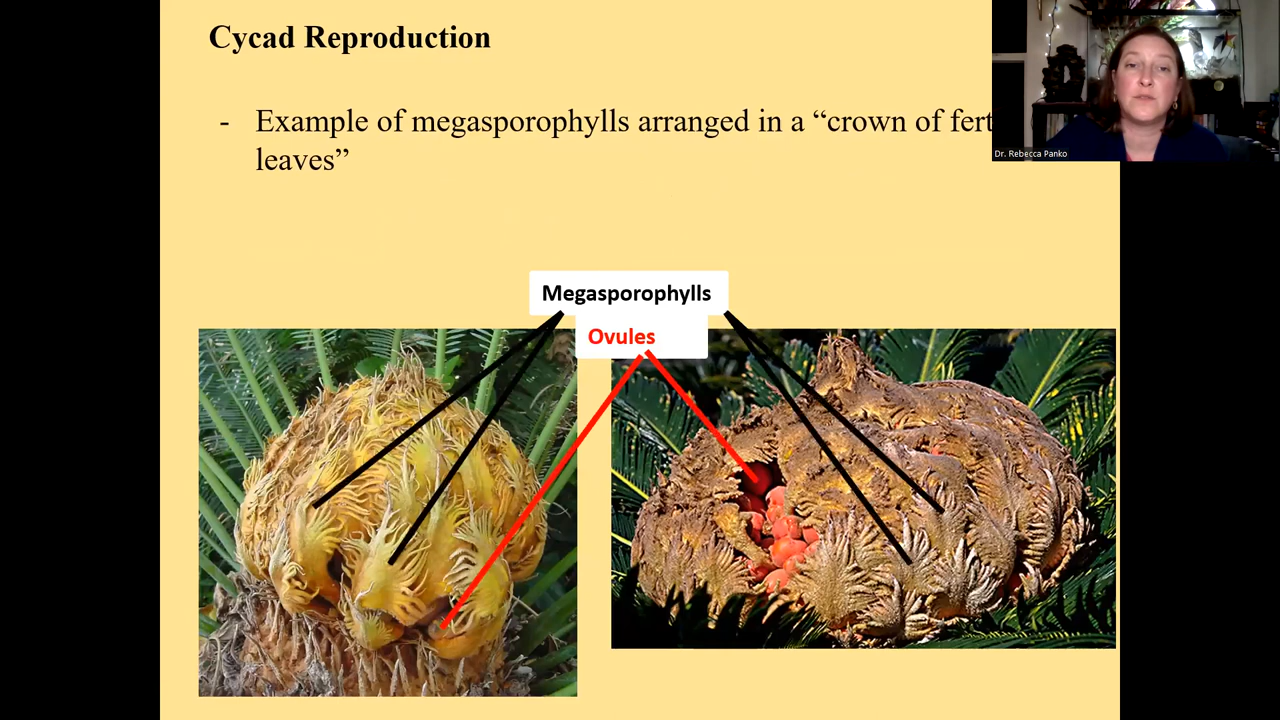 Cycad Reproduction
- Example of megasporophylls arranged in a “crown of fert
leaves”
Dr. Rebecca Panko
Megasporophylls
Ovules